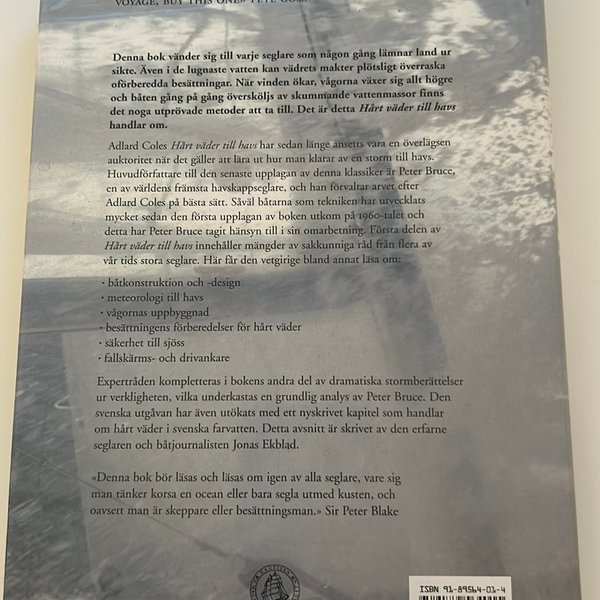 VOYAGE, BUY THIS ONE» PETE GOSS
Denna bok vänder sig till varje seglare som någon gång lämnar land ur
sikte. Även i de lugnaste vatten kan vädrets makter plötsligt överraska
oförberedda besättningar. När vinden ökar, vågorna växer sig allt högre
och båten gång på gång översköljs av skummande vattenmassor finns
det noga utprövade metoder att ta till. Det är detta Hårt väder till havs
handlar om.
Adlard Coles Hårt väder till havs har sedan länge ansetts vara en överlägsen
auktoritet när det gäller att lära ut hur man klarar av en storm till havs.
Huvudförfattare till den senaste upplagan av denna klassiker är Peter Bruce,
en av världens främsta havskappseglare, och han förvaltar arvet efter
Adlard Coles på bästa sätt. Såväl båtarna som tekniken har utvecklats
mycket sedan den första upplagan av boken utkom på 1960-talet och
detta har Peter Bruce tagit hänsyn till i sin omarbetning. Första delen av
Hårt väder till havs innehåller mängder av sakkunniga råd från flera av
vår tids stora seglare. Här får den vetgirige bland annat läsa om:
· båtkonstruktion och -design
· meteorologi till havs
· vågornas uppbyggnad
· besättningens förberedelser för hårt väder
· säkerhet till sjöss
· fallskärms- och drivankare
Expertråden kompletteras i bokens andra del av dramatiska stormberättelser
ur verkligheten, vilka underkastas en grundlig analys av Peter Bruce. Den
svenska utgåvan har även utökats med ett nyskrivet kapitel som handlar
om hårt väder i svenska farvatten. Detta avsnitt är skrivet av den erfarne
seglaren och båtjournalisten Jonas Ekblad.
«Denna bok bör läsas och läsas om igen av alla seglare, vare sig
man tänker korsa en ocean eller bara segla utmed kusten, och
oavsett man är skeppare eller besättningsman.» Sir Peter Blake
ISBN 91-89564-01-4